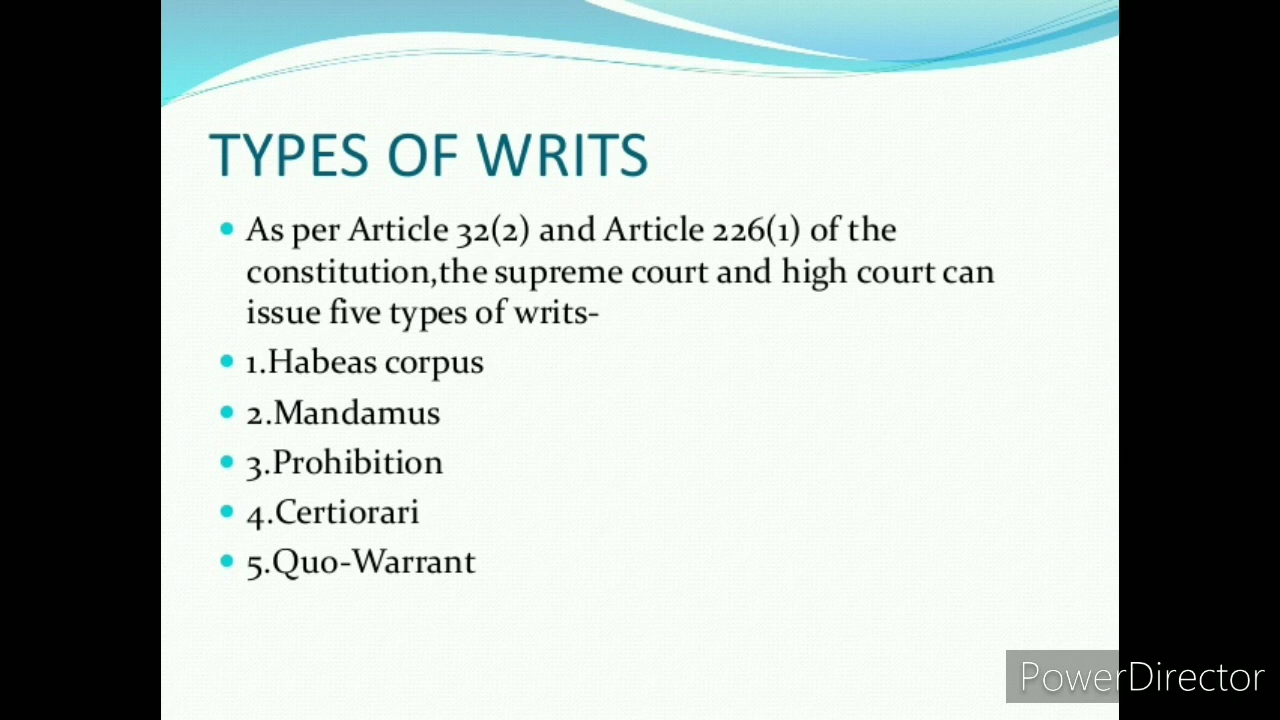 TYPES OF WRITS
As per Article 32(2) and Article 226(1) of the
constitution,the supreme court and high court can
issue five types of writs-
1.Habeas corpus
2.Mandamus
3.Prohibition
4.Certiorari
5.Quo-Warrant
PowerDirector